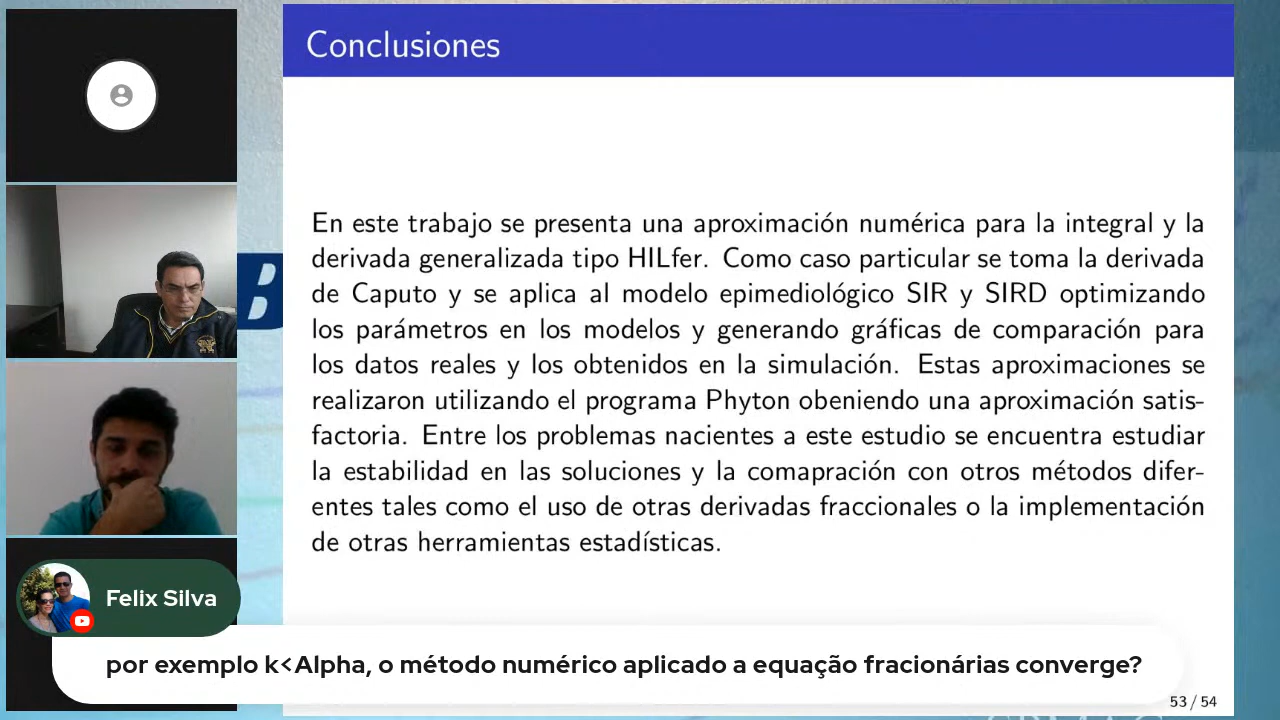 Conclusiones
En este trabajo se presenta una aproximación numérica para la integral y la
derivada generalizada tipo HILfer. Como caso particular se toma la derivada
de Caputo y se aplica al modelo epimediológico SIR y SIRD optimizando
los parámetros en los modelos y generando gráficas de comparación para
los datos reales y los obtenidos en la simulación. Estas aproximaciones se
realizaron utilizando el programa Phyton obeniendo una aproximación satis-
factoria. Entre los problemas nacientes a este estudio se encuentra estudiar
la estabilidad en las soluciones y la comapración con otros métodos difer-
entes tales como el uso de otras derivadas fraccionales o la implementación
de otras herramientas estadísticas.
Felix Silva
por exemplo k<Alpha, o método numérico aplicado a equação fracionárias converge?
53 / 54